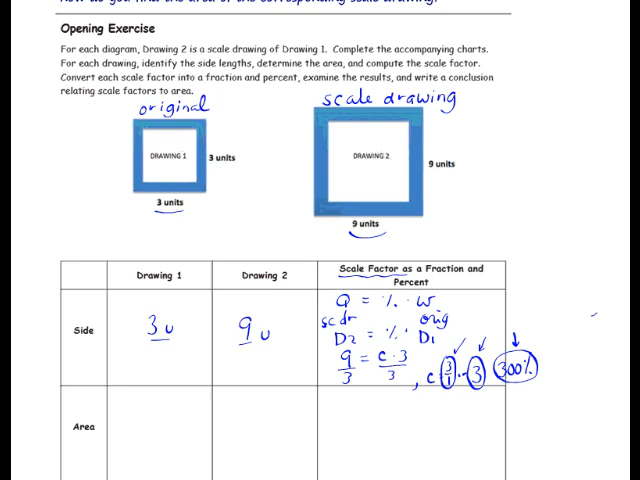 Opening Exercise
For each diagram, Drawing 2 is a scale drawing of Drawing 1. Complete the accompanying charts.
For each drawing, identify the side lengths, determine the area, and compute the scale factor.
Convert each scale factor into a fraction and percent, examine the results, and write a conclusion
relating scale factors to area.
original scale drawing
DRAWING 1 3 units DRAWING 2 9 units
3 units 9 units
Drawing 1 Drawing 2 Scale Factor as a Fraction and Percent
Side 3 u 9 u
Q = % · W
sc dr orig
D2 = % · D1
9/3 = c · 3/3 , c = 3/1 = 3 300%
Area